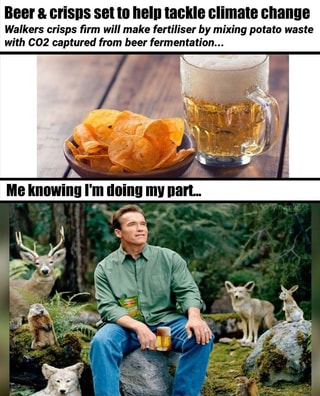 Beer & crisps set to help tackle climate change
Walkers crisps firm will make fertiliser by mixing potato waste
with CO2 captured from beer fermentation...
Me knowing I'm doing my part...